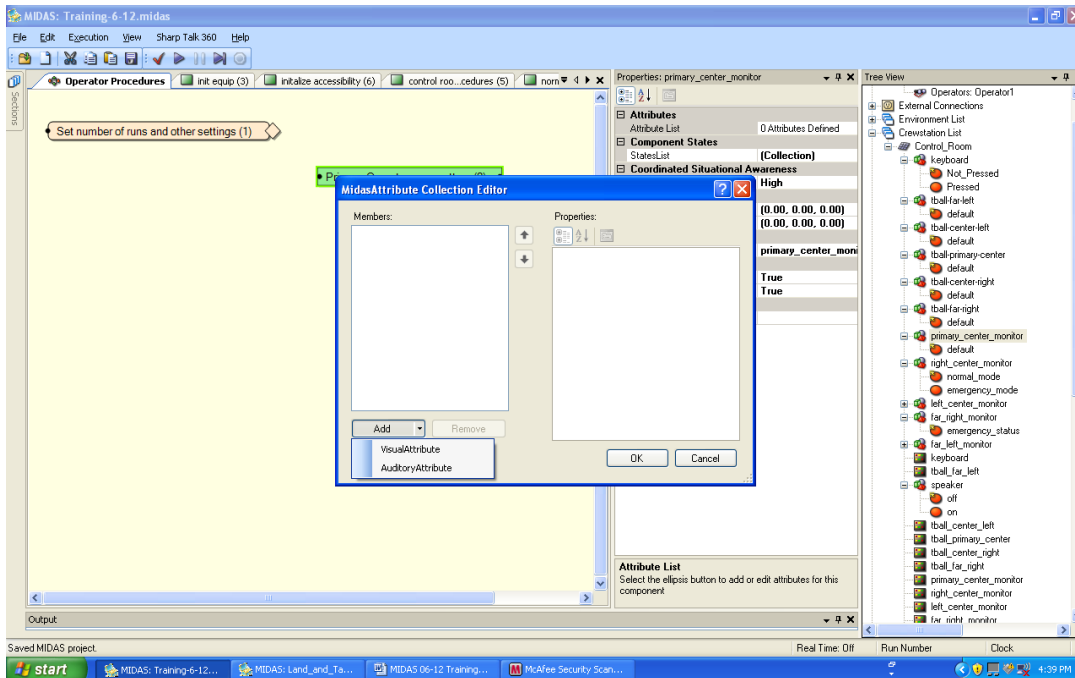 MIDAS: Training-6-12.midas
File Edit Execution View Sharp Talk 360 Help
Sections
Operator Procedures init equip (3) initalize accessiblity (6) control roo...cedures (5) norn
Set number of runs and other settings (1)
Properties: primary_center_monitor
Attributes
Attribute List 0 Attributes Defined
Component States
StatesList (Collection)
Coordinated Situational Awareness
High
(0.00, 0.00, 0.00)
(0.00, 0.00, 0.00)
primary_center_moni
True
True
Attribute List
Select the ellipsis button to add or edit attributes for this
component
MidasAttribute Collection Editor
Members:
Properties:
Add
Remove
VisualAttribute
AuditoryAttribute
OK
Cancel
Tree View
Operators: Operator1
External Connections
Environment List
Crewstation List
Control_Room
keyboard
Not_Pressed
Pressed
tball-far-left
default
tball-center-left
default
tball-primary-center
default
tball-center-right
default
tball-far-right
default
primary_center_monitor
default
right_center_monitor
normal_mode
emergency_mode
left_center_monitor
far_right_monitor
emergency_status
far_left_monitor
keyboard
tball_far_left
speaker
off
on
tball_center_left
tball_primary_center
tball_center_right
tball_far_right
primary_center_monitor
right_center_monitor
left_center_monitor
far_right_monitor
Output
Saved MIDAS project.
Real Time: Off Run Number Clock
start MIDAS: Training-6-12... MIDAS: Land_and_Ta... MIDAS 06-12 Training... McAfee Security Scan... 4:39 PM